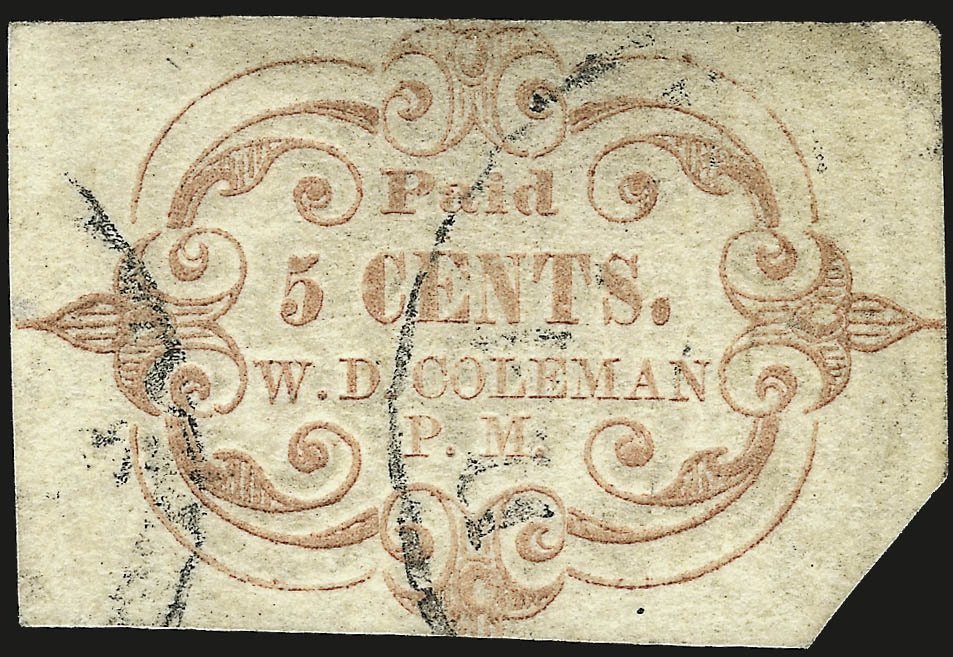 Paid
5 CENTS.
W. D. COLEMAN
P. M.